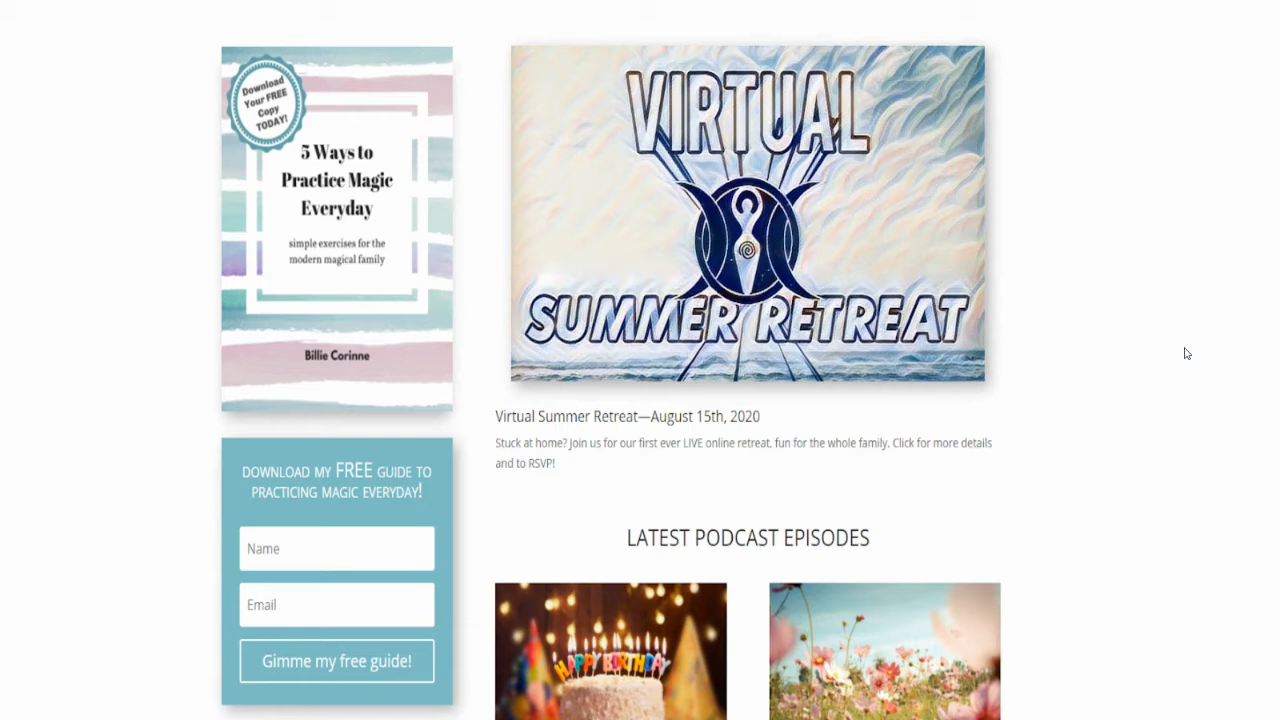 Download
Your FREE
Copy
TODAY!
5 Ways to
Practice Magic
Everyday
simple exercises for the
modern magical family
Billie Corinne
DOWNLOAD MY FREE GUIDE TO
PRACTICING MAGIC EVERYDAY!
Name
Email
Gimme my free guide!
VIRTUAL
SUMMER RETREAT
Virtual Summer Retreat—August 15th, 2020
Stuck at home? Join us for our first ever LIVE online retreat, fun for the whole family. Click for more details
and to RSVP!
LATEST PODCAST EPISODES
HAPPY BIRTHDAY